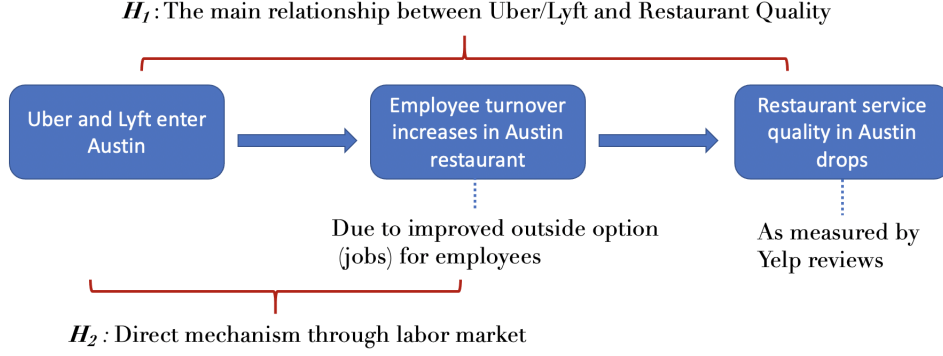 H1: The main relationship between Uber/Lyft and Restaurant Quality
Uber and Lyft enter
Austin
Employee turnover
increases in Austin
restaurant
Restaurant service
quality in Austin
drops
Due to improved outside option
(jobs) for employees
As measured by
Yelp reviews
H2 : Direct mechanism through labor market